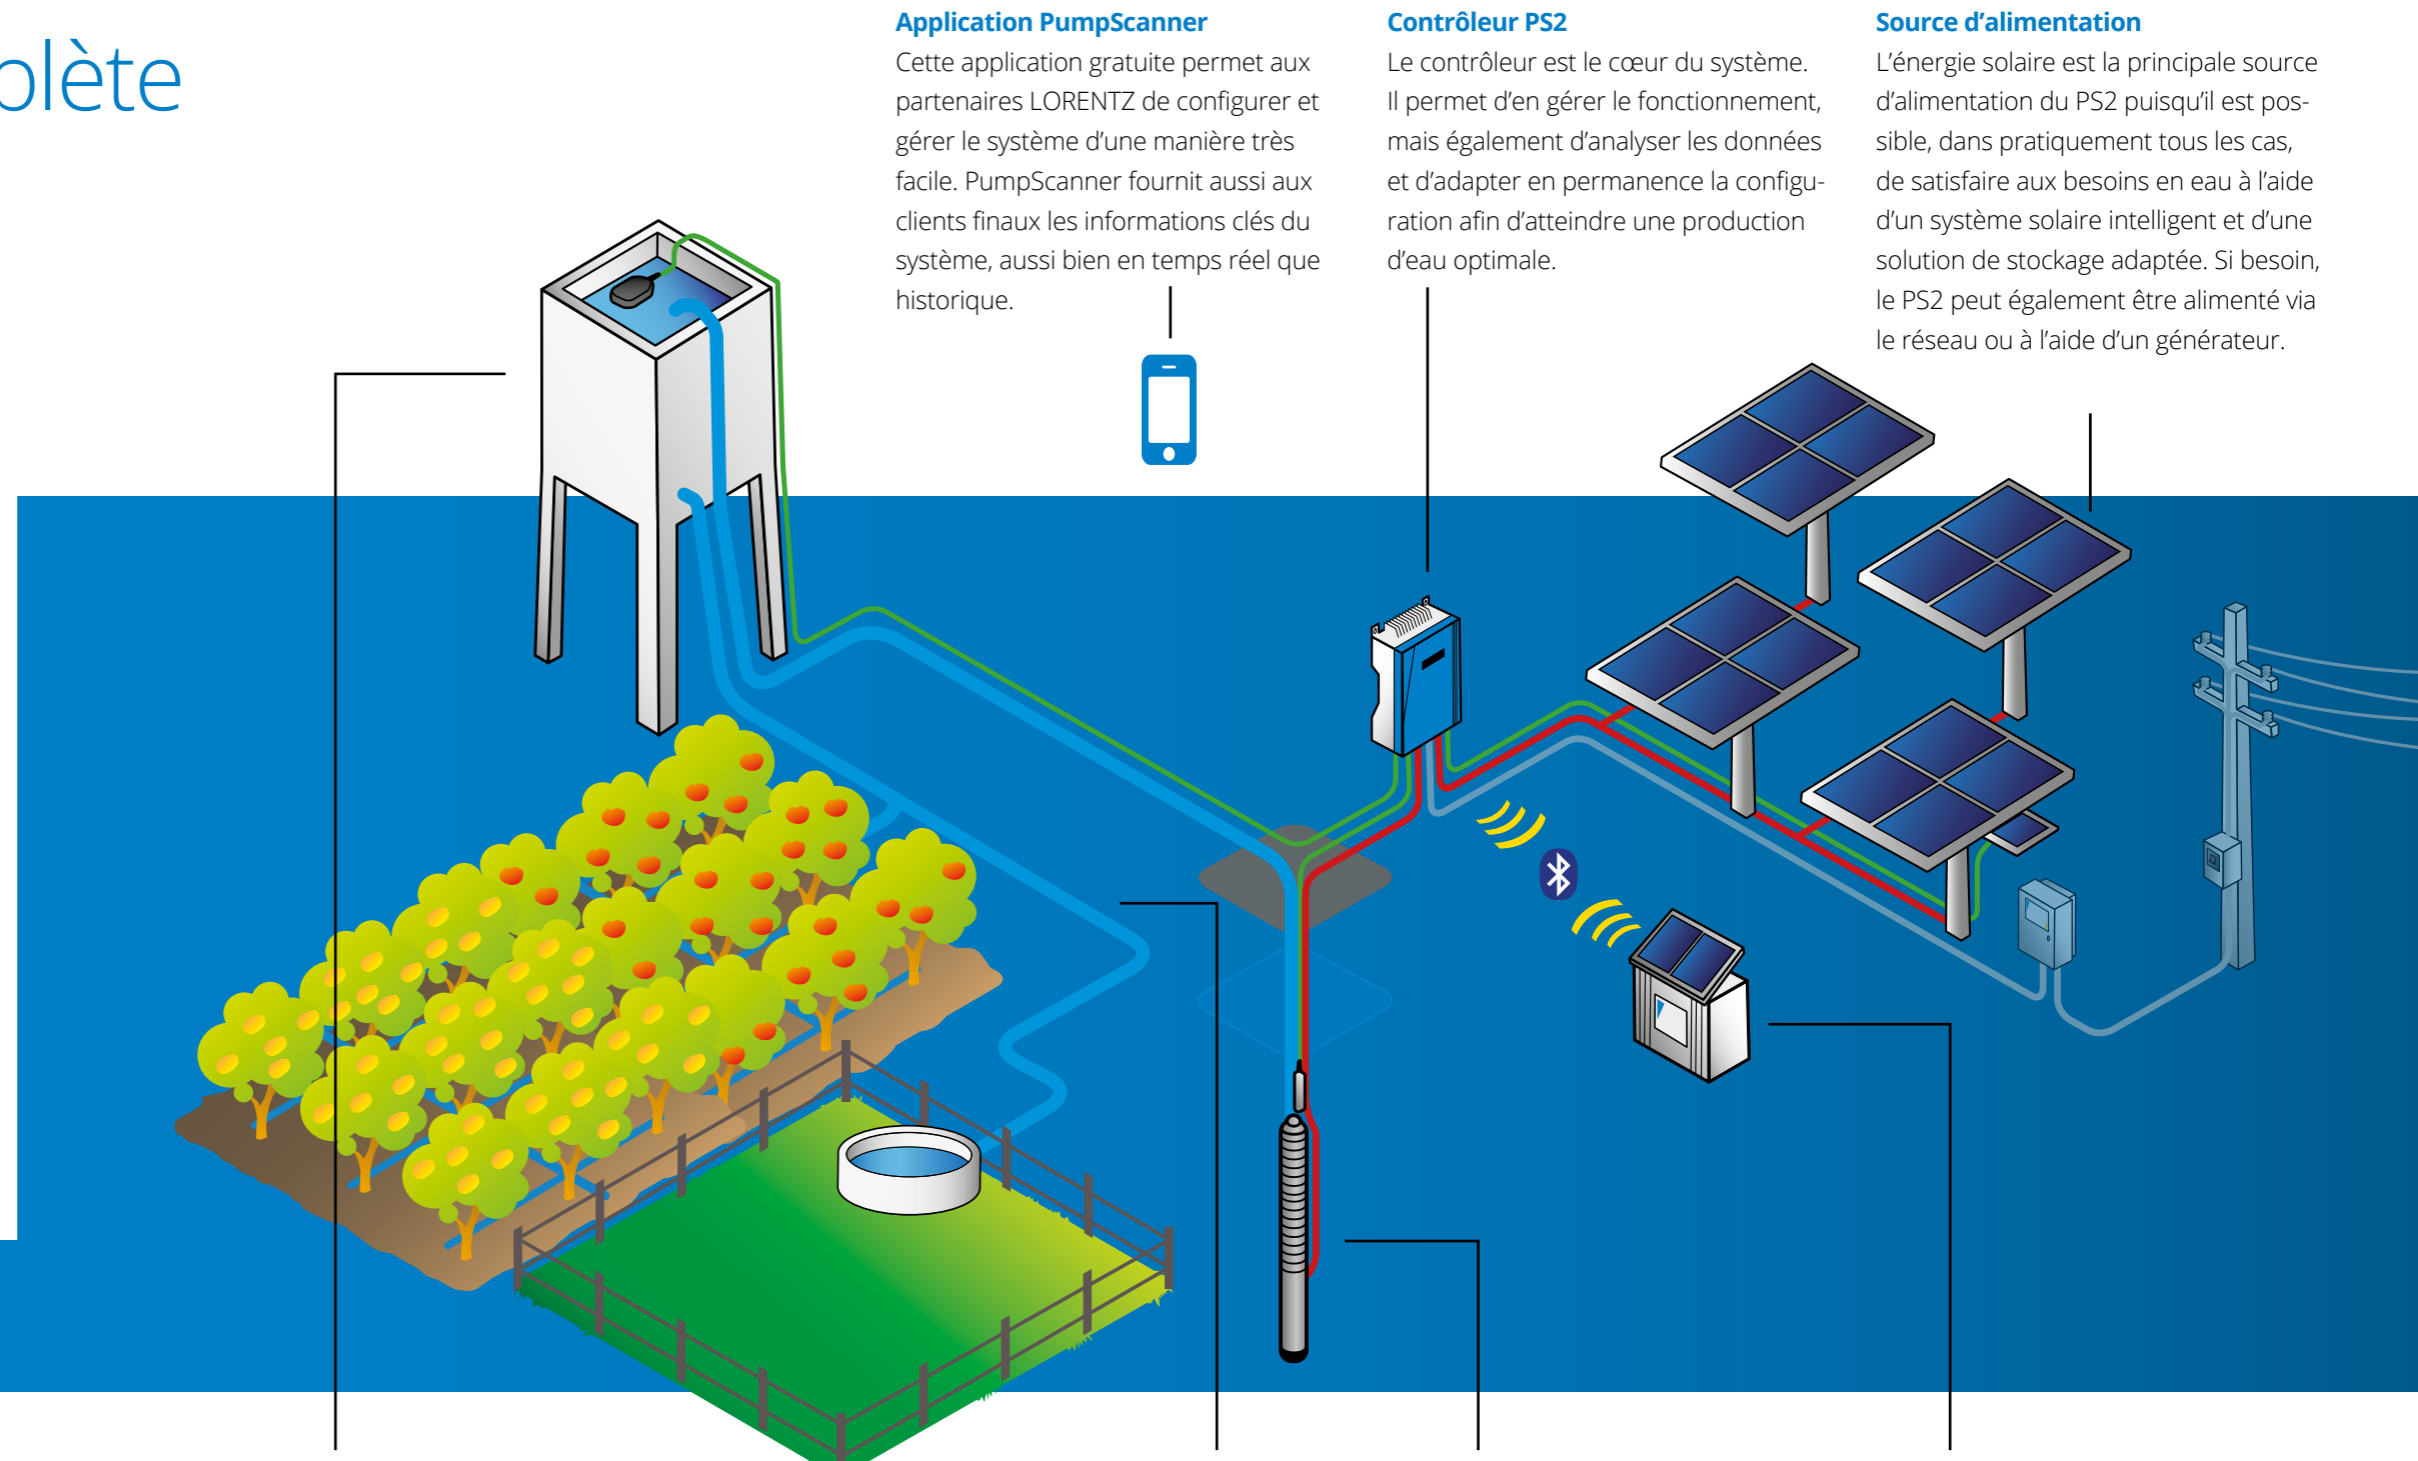 plète
Application PumpScanner
Cette application gratuite permet aux
partenaires LORENTZ de configurer et
gérer le système d’une manière très
facile. PumpScanner fournit aussi aux
clients finaux les informations clés du
système, aussi bien en temps réel que
historique.
Contrôleur PS2
Le contrôleur est le cœur du système.
Il permet d’en gérer le fonctionnement,
mais également d’analyser les données
et d’adapter en permanence la configu-
ration afin d’atteindre une production
d’eau optimale.
Source d’alimentation
L’énergie solaire est la principale source
d’alimentation du PS2 puisqu’il est pos-
sible, dans pratiquement tous les cas,
de satisfaire aux besoins en eau à l’aide
d’un système solaire intelligent et d’une
solution de stockage adaptée. Si besoin,
le PS2 peut également être alimenté via
le réseau ou à l’aide d’un générateur.